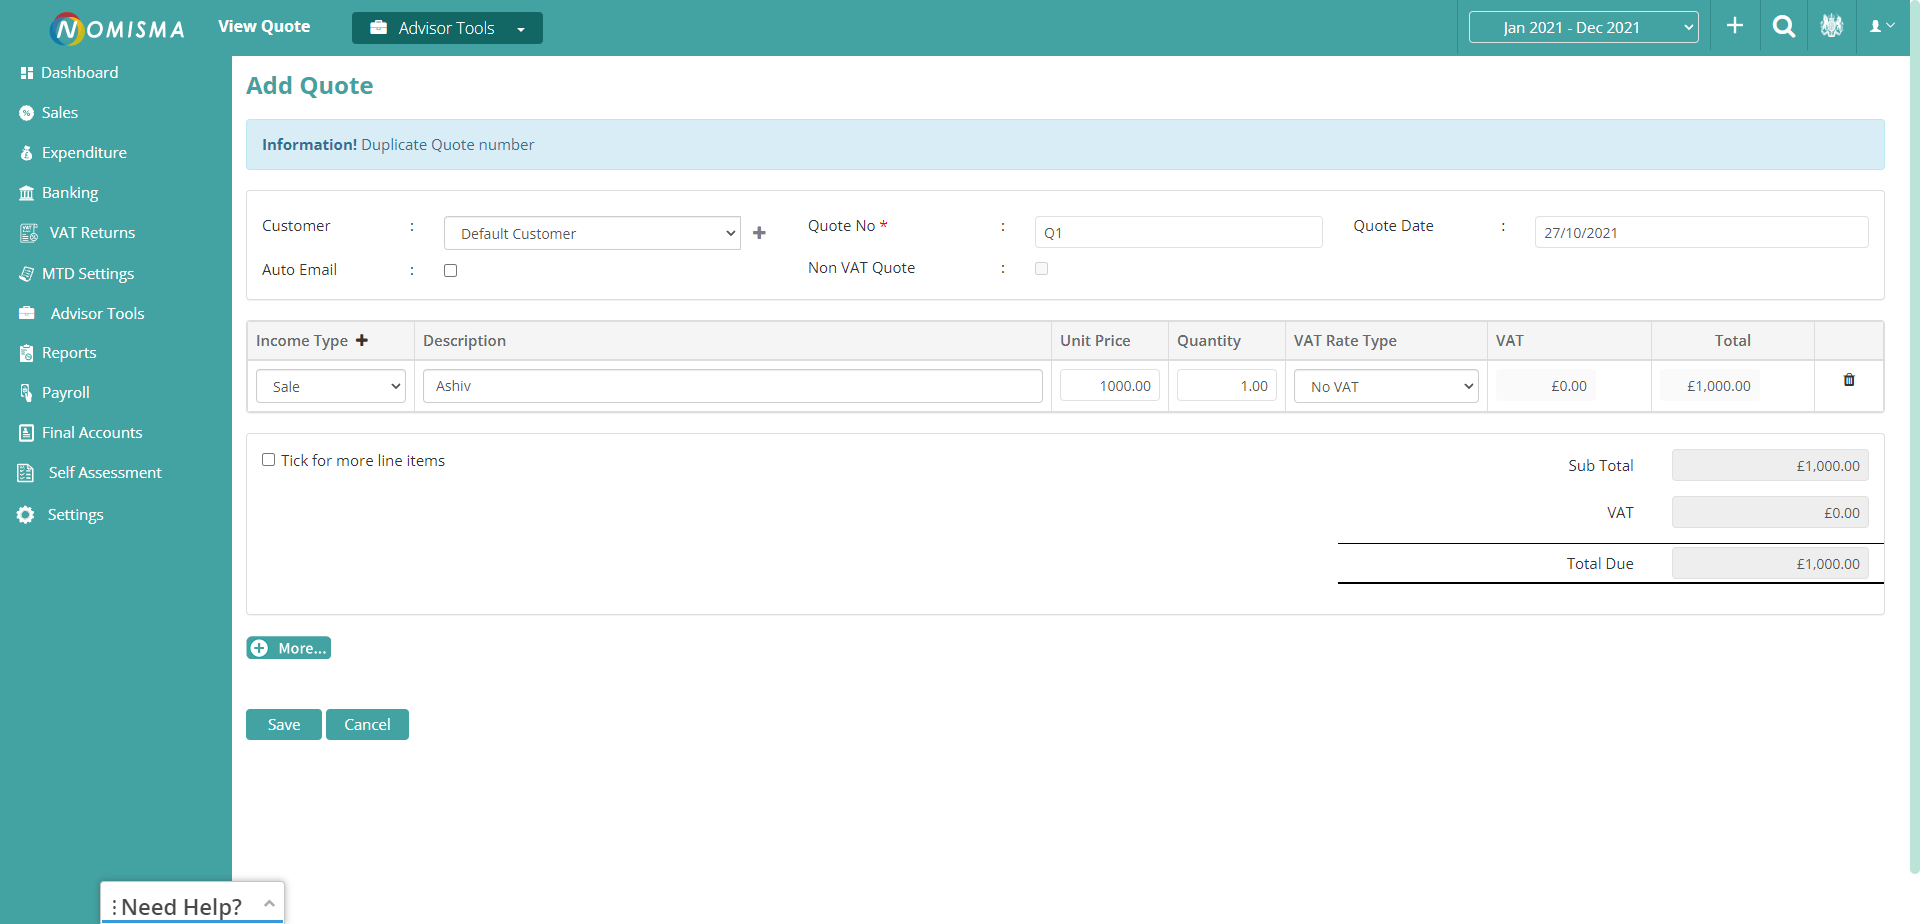 NOMISMA
View Quote
Advisor Tools
Jan 2021 - Dec 2021
Dashboard
Sales
Expenditure
Banking
VAT Returns
MTD Settings
Advisor Tools
Reports
Payroll
Final Accounts
Self Assessment
Settings
Add Quote
Information! Duplicate Quote number
Customer : Default Customer
Quote No * : Q1
Quote Date : 27/10/2021
Auto Email :
Non VAT Quote :
Income Type Description Unit Price Quantity VAT Rate Type VAT Total
Sale Ashiv 1000.00 1.00 No VAT £0.00 £1,000.00
Tick for more line items
Sub Total £1,000.00
VAT £0.00
Total Due £1,000.00
More...
Save Cancel
Need Help?